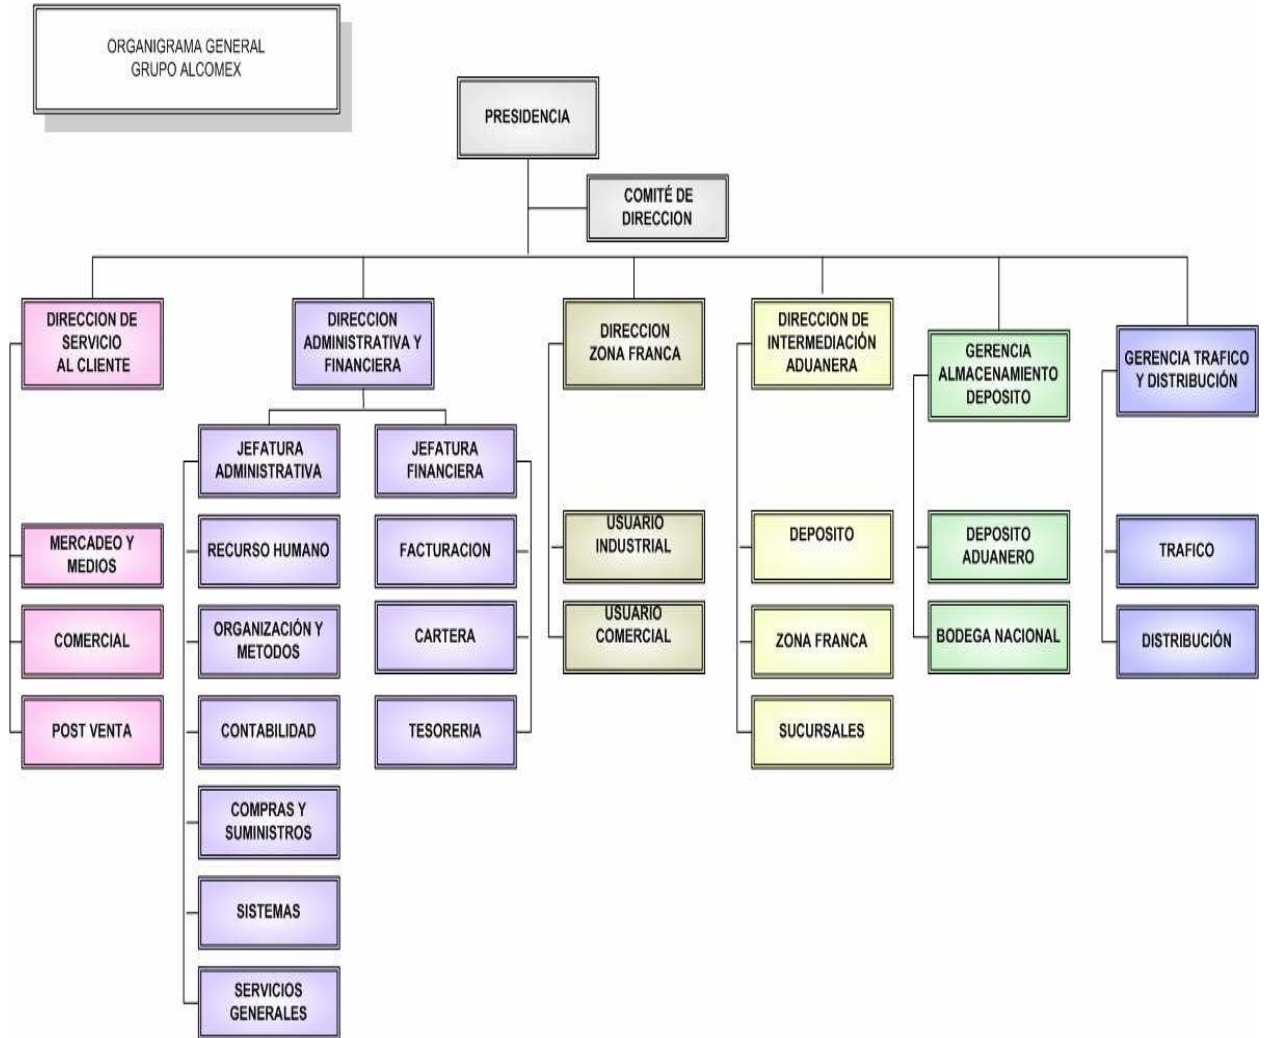 ORGANIGRAMA GENERAL
GRUPO ALCOMEX
PRESIDENCIA
COMITÉ DE
DIRECCION
DIRECCION DE
SERVICIO
AL CLIENTE
DIRECCION
ADMINISTRATIVA Y
FINANCIERA
DIRECCION
ZONA FRANCA
DIRECCION DE
INTERMEDIACIÓN
ADUANERA
GERENCIA
ALMACENAMIENTO
DEPOSITO
GERENCIA TRAFICO
Y DISTRIBUCIÓN
JEFATURA
ADMINISTRATIVA
JEFATURA
FINANCIERA
MERCADEO Y
MEDIOS
RECURSO HUMANO
FACTURACION
USUARIO
INDUSTRIAL
DEPOSITO
DEPOSITO
ADUANERO
TRAFICO
COMERCIAL
ORGANIZACIÓN Y
METODOS
CARTERA
USUARIO
COMERCIAL
ZONA FRANCA
BODEGA NACIONAL
DISTRIBUCIÓN
POST VENTA
CONTABILIDAD
TESORERIA
SUCURSALES
COMPRAS Y
SUMINISTROS
SISTEMAS
SERVICIOS
GENERALES